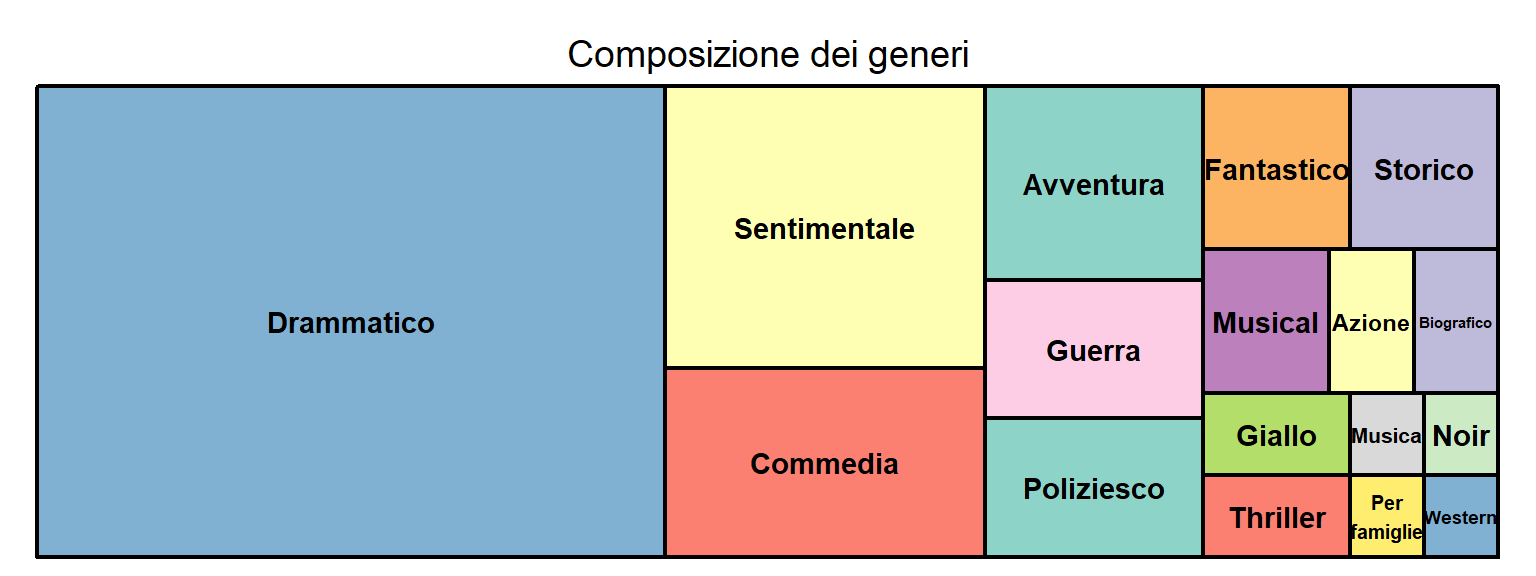 Composizione dei generi
Drammatico
Sentimentale
Commedia
Avventura
Guerra
Poliziesco
Fantastico
Storico
Musical
Azione
Biografico
Giallo
Musica
Noir
Thriller
Per
famiglie
Western